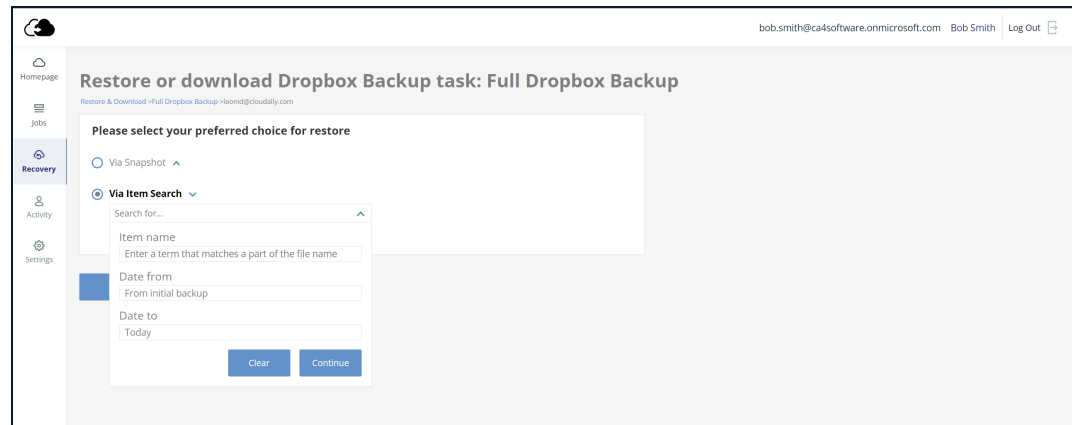 bob.smith@ca4software.onmicrosoft.com Bob Smith Log Out
Homepage
Jobs
Recovery
Activity
Settings
Restore or download Dropbox Backup task: Full Dropbox Backup
Restore & Download >Full Dropbox Backup >leonid@cloudally.com
Please select your preferred choice for restore
Via Snapshot
Via Item Search
Search for...
Item name
Enter a term that matches a part of the file name
Date from
From initial backup
Date to
Today
Clear Continue